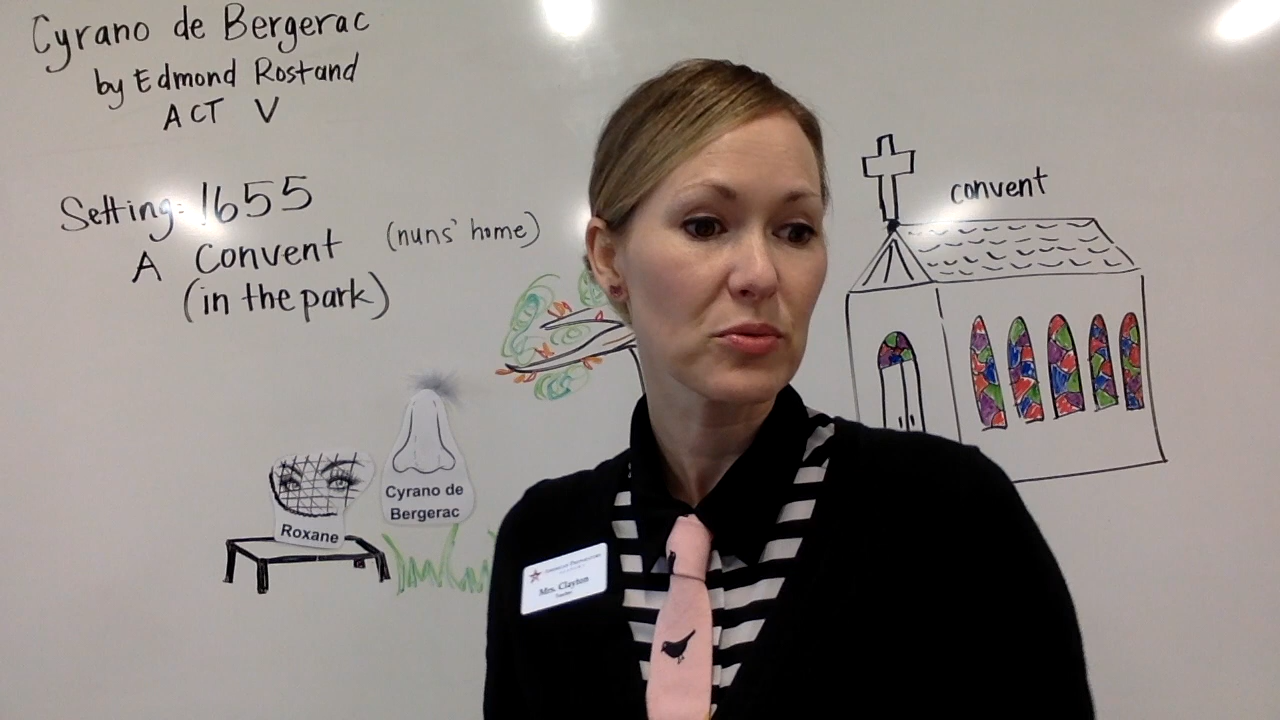 Cyrano de Bergerac
by Edmond Rostand
ACT V
Setting: 1655
A Convent (nuns' home)
(in the park)
convent
Cyrano de
Bergerac
Roxane
Mrs. Clayton
Teacher